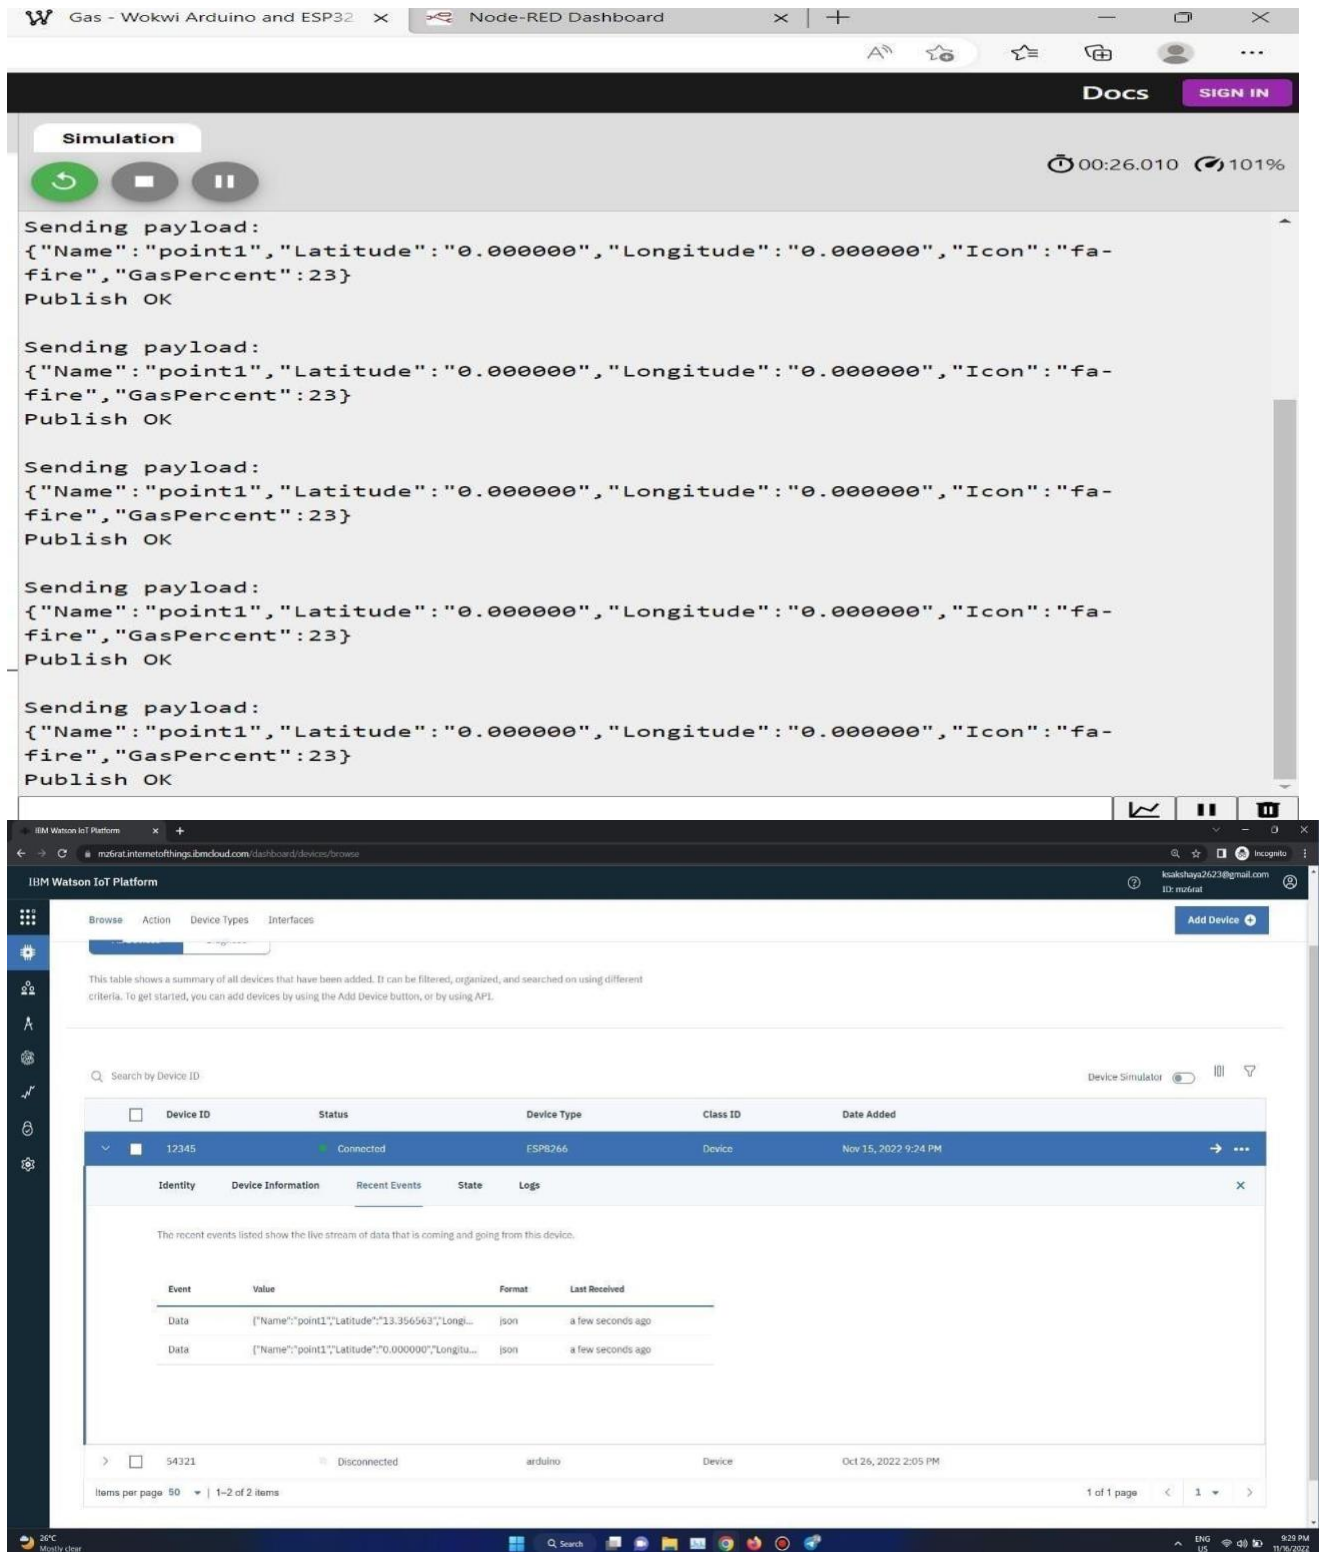 Gas - Wokwi Arduino and ESP32
Node-RED Dashboard
Docs
SIGN IN
Simulation
00:26.010
101%
Sending payload:
{"Name":"point1","Latitude":"0.000000","Longitude":"0.000000","Icon":"fa-
fire","GasPercent":23}
Publish OK
Sending payload:
{"Name":"point1","Latitude":"0.000000","Longitude":"0.000000","Icon":"fa-
fire","GasPercent":23}
Publish OK
Sending payload:
{"Name":"point1","Latitude":"0.000000","Longitude":"0.000000","Icon":"fa-
fire","GasPercent":23}
Publish OK
Sending payload:
{"Name":"point1","Latitude":"0.000000","Longitude":"0.000000","Icon":"fa-
fire","GasPercent":23}
Publish OK
Sending payload:
{"Name":"point1","Latitude":"0.000000","Longitude":"0.000000","Icon":"fa-
fire","GasPercent":23}
Publish OK
IBM Watson IoT Platform
mz6rat.internetofthings.ibmcloud.com/dashboard/devices/browse
Incognito
IBM Watson IoT Platform
ksakshaya2623@gmail.com
ID: mz6rat
Browse Action Device Types Interfaces
Add Device
This table shows a summary of all devices that have been added. It can be filtered, organized, and searched on using different
criteria. To get started, you can add devices by using the Add Device button, or by using API.
Search by Device ID
Device Simulator
Device ID Status Device Type Class ID Date Added
12345 Connected ESP8266 Device Nov 15, 2022 9:24 PM
Identity Device Information Recent Events State Logs
The recent events listed show the live stream of data that is coming and going from this device.
Event Value Format Last Received
Data {"Name":"point1","Latitude":"13.356563","Longi... json a few seconds ago
Data {"Name":"point1","Latitude":"0.000000","Longitu... json a few seconds ago
54321 Disconnected arduino Device Oct 26, 2022 2:05 PM
Items per page 50 | 1–2 of 2 items
1 of 1 page 1
26°C
Mostly clear
Search
ENG
US
9:29 PM
11/16/2022